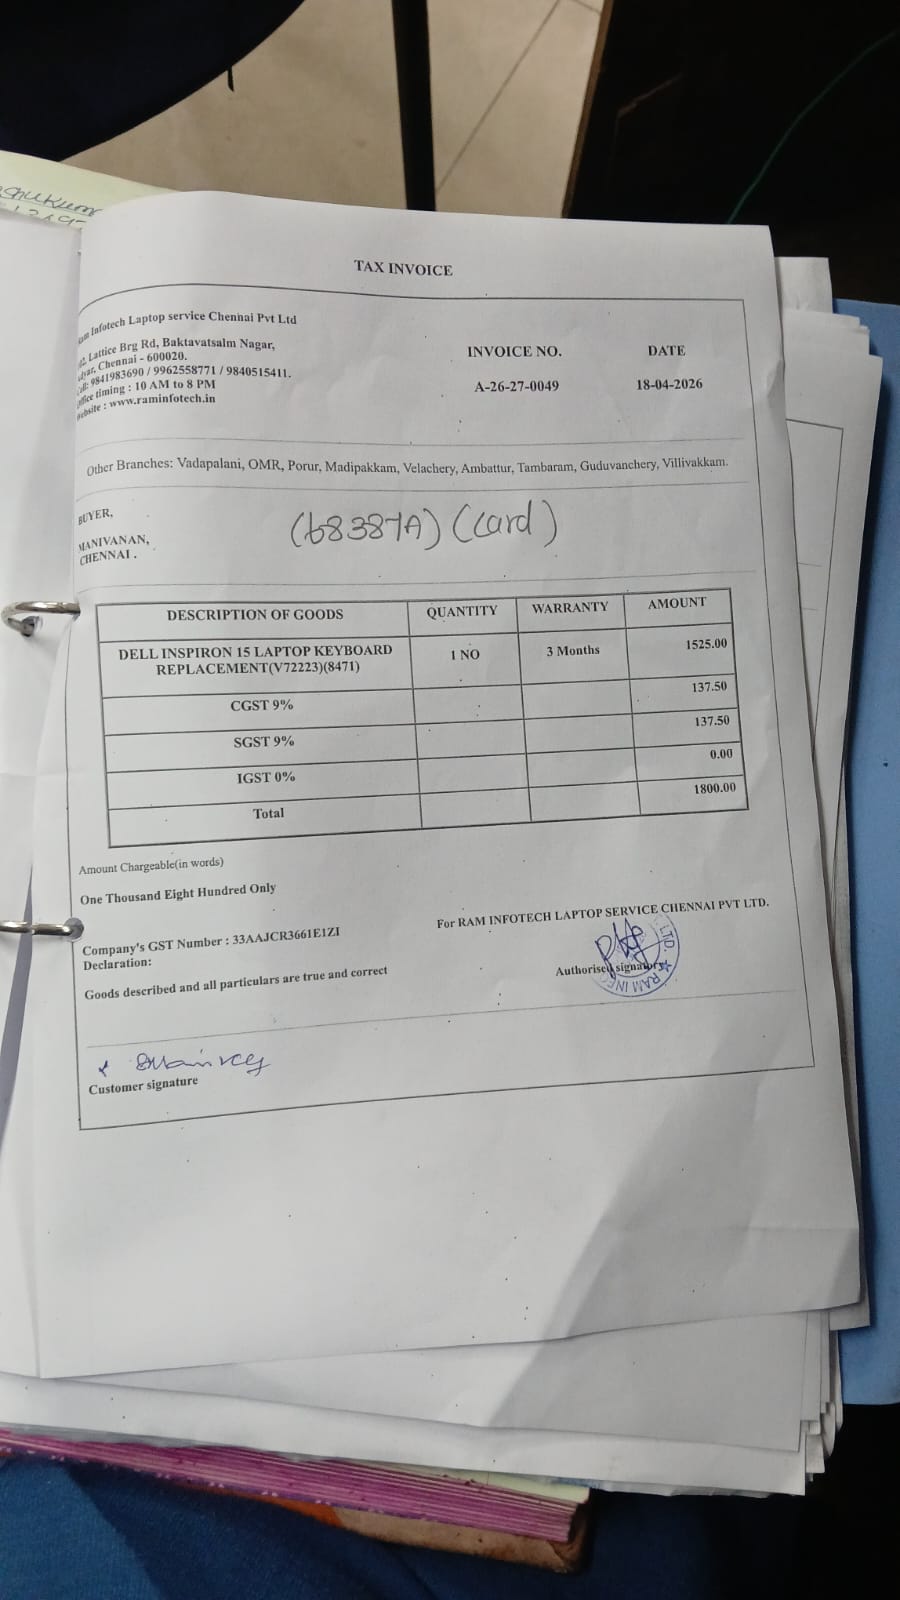 TAX INVOICE
Infotech Laptop service Chennai Pvt Ltd
Lattice Brg Rd, Baktavatsalm Nagar,
Chennai - 600020.
9841983690 / 9962558771 / 9840515411.
timing : 10 AM to 8 PM
: www.raminfotech.in
INVOICE NO.
DATE
A-26-27-0049
18-04-2026
Other Branches: Vadapalani, OMR, Porur, Madipakkam, Velachery, Ambattur, Tambaram, Guduvanchery, Villivakkam.
BUYER,
MANIVANAN,
CHENNAI .
(68387A) (Card)
DESCRIPTION OF GOODS QUANTITY WARRANTY AMOUNT
DELL INSPIRON 15 LAPTOP KEYBOARD
REPLACEMENT(V72223)(8471) 1 NO 3 Months 1525.00
CGST 9% 137.50
SGST 9% 137.50
IGST 0% 0.00
Total 1800.00
Amount Chargeable(in words)
One Thousand Eight Hundred Only
Company's GST Number : 33AAJCR3661E1ZI
Declaration:
Goods described and all particulars are true and correct
For RAM INFOTECH LAPTOP SERVICE CHENNAI PVT LTD.
Authorised signatory
Customer signature